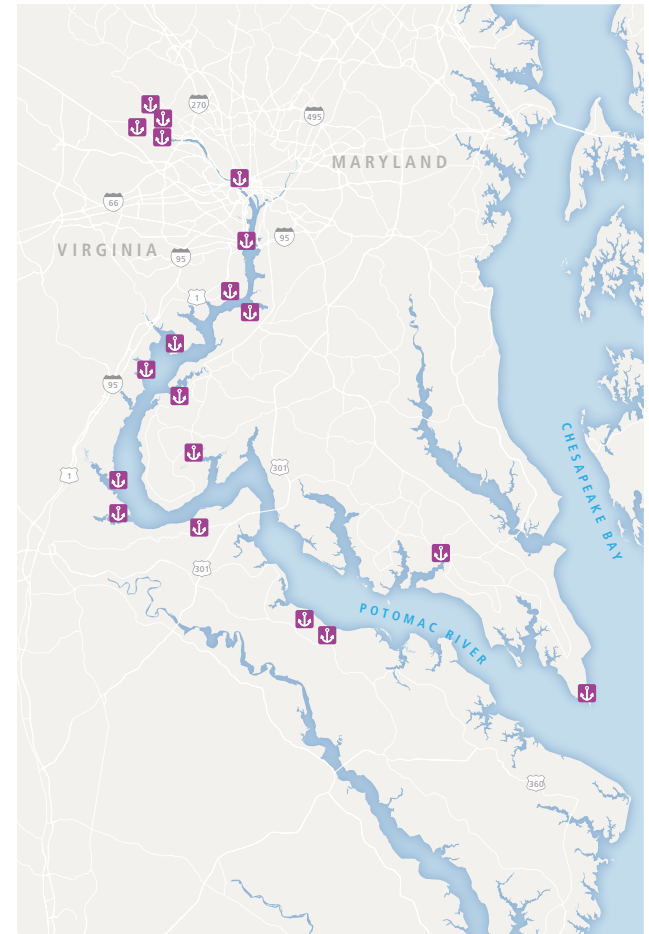 270
495
MARYLAND
66
95
VIRGINIA
95
1
95
CHESAPEAKE BAY
301
1
301
POTOMAC RIVER
360